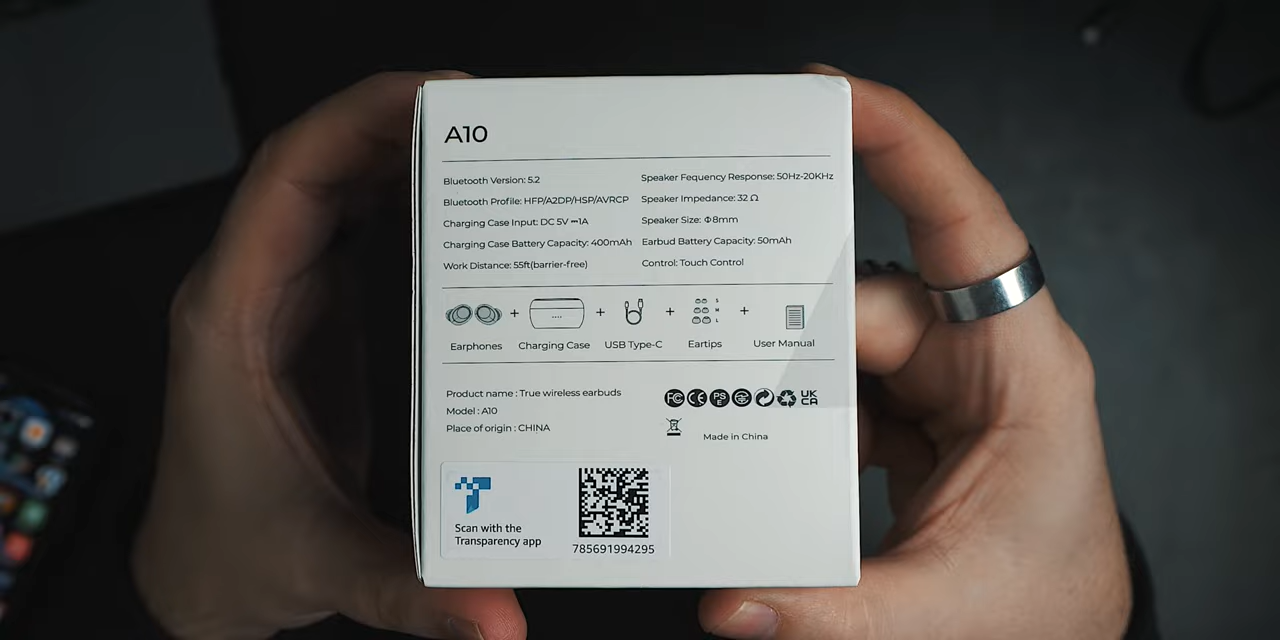 A10
Bluetooth Version: 5.2
Bluetooth Profile: HFP/A2DP/HSP/AVRCP
Charging Case Input: DC 5V ⎓1A
Charging Case Battery Capacity: 400mAh
Work Distance: 55ft(barrier-free)
Speaker Fequency Response: 50Hz-20KHz
Speaker Impedance: 32 Ω
Speaker Size: Φ8mm
Earbud Battery Capacity: 50mAh
Control: Touch Control
+ + + S M L +
Earphones Charging Case USB Type-C Eartips User Manual
Product name : True wireless earbuds
Model : A10
Place of origin : CHINA
FC CE PS E UK CA
Made in China
Scan with the
Transparency app
785691994295